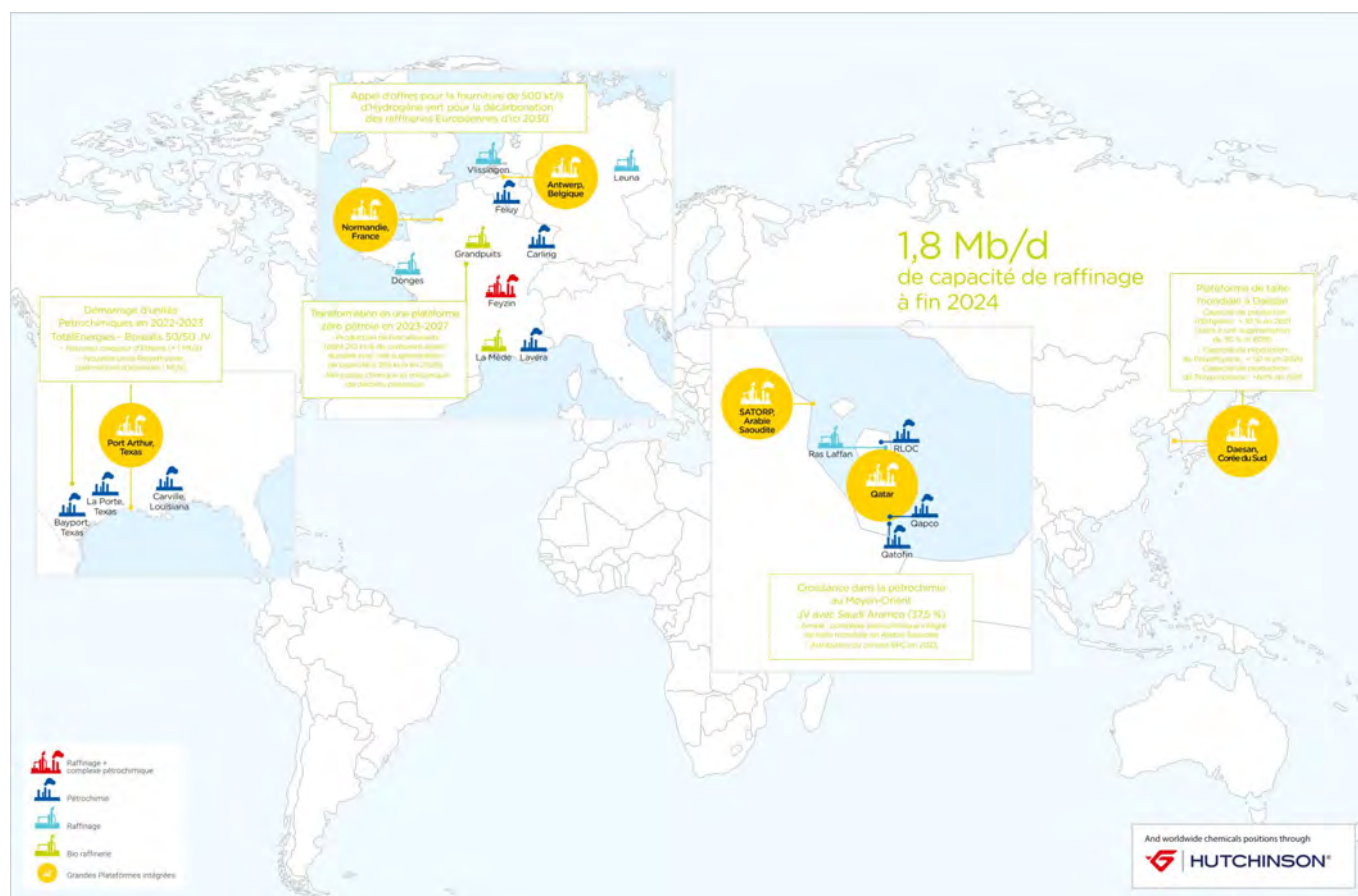 Appel d'offres pour la fourniture de 500 kt/a
d'Hydrogène vert pour la décarbonation
des raffineries Européennes d'ici 2030
Vlissingen
Antwerp,
Belgique
Leuna
Feluy
Normandie,
France
Grandpuits
Carling
Donges
Feyzin
1,8 Mb/d
de capacité de raffinage
à fin 2024
Démarrage d'unités
Pétrochimiques en 2022-2023
TotalEnergies - Borealis 50/50 JV
Transformation en une plateforme
zéro pétrole en 2023-2027
La Mède
Lavéra
Plateforme de taille
mondial à Daesan
Port Arthur,
Texas
La Porte,
Texas
Carville,
Louisiana
Bayport,
Texas
SATORP,
Arabie
Saoudite
Ras Laffan
RLOC
Qatar
Qapco
Qatofin
Daesan,
Corée du Sud
Croissance dans la pétrochimie
au Moyen-Orient
JV avec Saudi Aramco (37,5 %)
Raffinage +
complexe pétrochimique
Pétrochimie
Raffinage
Bio raffinerie
Grandes Plateformes intégrées
And worldwide chemicals positions through
HUTCHINSON®